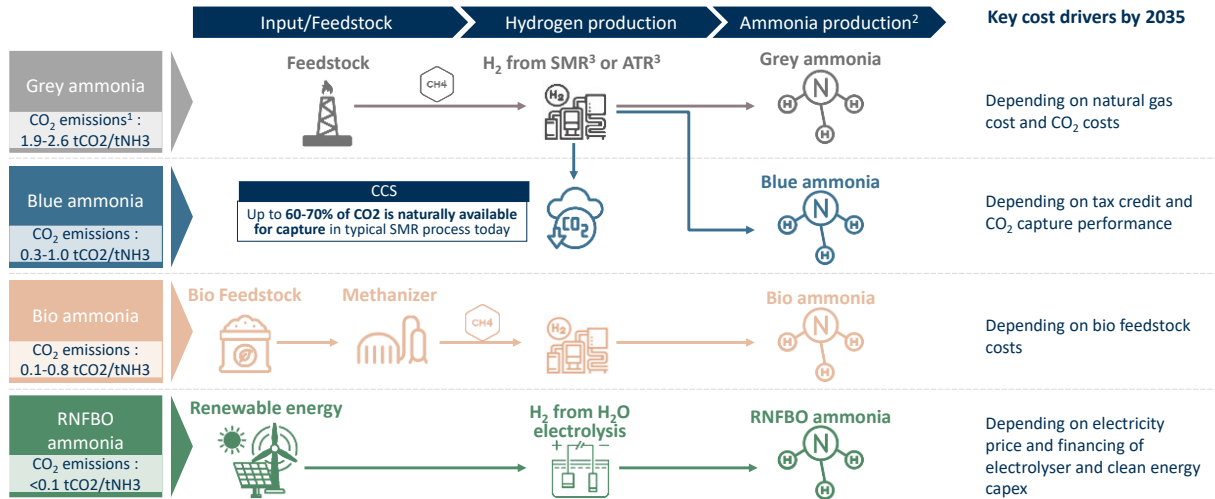 Input/Feedstock
Hydrogen production
Ammonia production²
Key cost drivers by 2035
Grey ammonia
CO₂ emissions¹ :
1.9-2.6 tCO2/tNH3
Feedstock
CH4
H₂ from SMR³ or ATR³
H₂
Grey ammonia
N
H
H
H
Depending on natural gas
cost and CO₂ costs
Blue ammonia
CO₂ emissions :
0.3-1.0 tCO2/tNH3
CCS
Up to 60-70% of CO2 is naturally available
for capture in typical SMR process today
CO₂
Blue ammonia
N
H
H
H
Depending on tax credit and
CO₂ capture performance
Bio ammonia
CO₂ emissions :
0.1-0.8 tCO2/tNH3
Bio Feedstock
Methanizer
CH4
H₂
Bio ammonia
N
H
H
H
Depending on bio feedstock
costs
RNFBO
ammonia
CO₂ emissions :
<0.1 tCO2/tNH3
Renewable energy
H₂ from H₂O
electrolysis
+ −
RNFBO ammonia
N
H
H
H
Depending on electricity
price and financing of
electrolyser and clean energy
capex